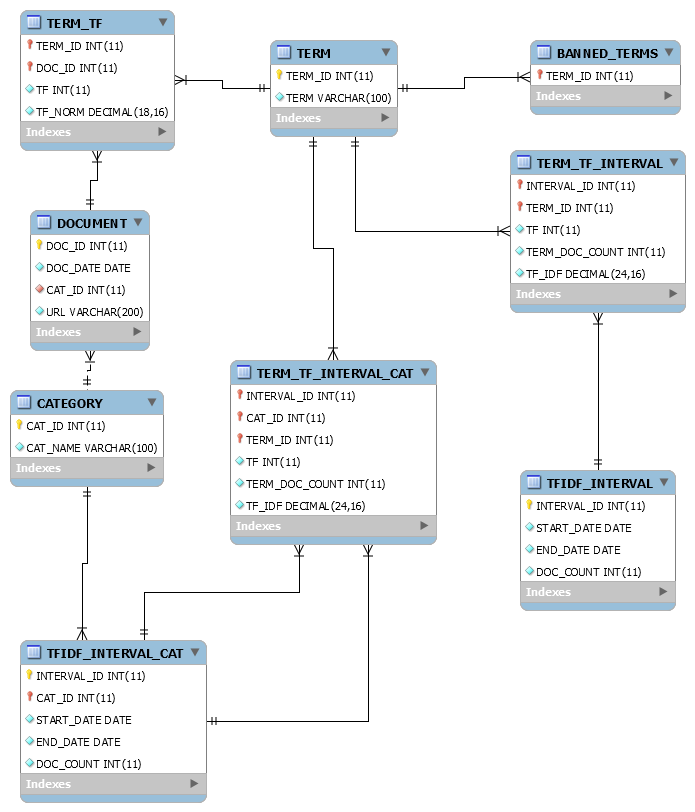 TERM_TF
TERM_ID INT(11)
DOC_ID INT(11)
TF INT(11)
TF_NORM DECIMAL(18,16)
Indexes
TERM
TERM_ID INT(11)
TERM VARCHAR(100)
Indexes
BANNED_TERMS
TERM_ID INT(11)
Indexes
TERM_TF_INTERVAL
INTERVAL_ID INT(11)
TERM_ID INT(11)
TF INT(11)
TERM_DOC_COUNT INT(11)
TF_IDF DECIMAL(24,16)
Indexes
DOCUMENT
DOC_ID INT(11)
DOC_DATE DATE
CAT_ID INT(11)
URL VARCHAR(200)
Indexes
CATEGORY
CAT_ID INT(11)
CAT_NAME VARCHAR(100)
Indexes
TERM_TF_INTERVAL_CAT
INTERVAL_ID INT(11)
CAT_ID INT(11)
TERM_ID INT(11)
TF INT(11)
TERM_DOC_COUNT INT(11)
TF_IDF DECIMAL(24,16)
Indexes
TFIDF_INTERVAL
INTERVAL_ID INT(11)
START_DATE DATE
END_DATE DATE
DOC_COUNT INT(11)
Indexes
TFIDF_INTERVAL_CAT
INTERVAL_ID INT(11)
CAT_ID INT(11)
START_DATE DATE
END_DATE DATE
DOC_COUNT INT(11)
Indexes